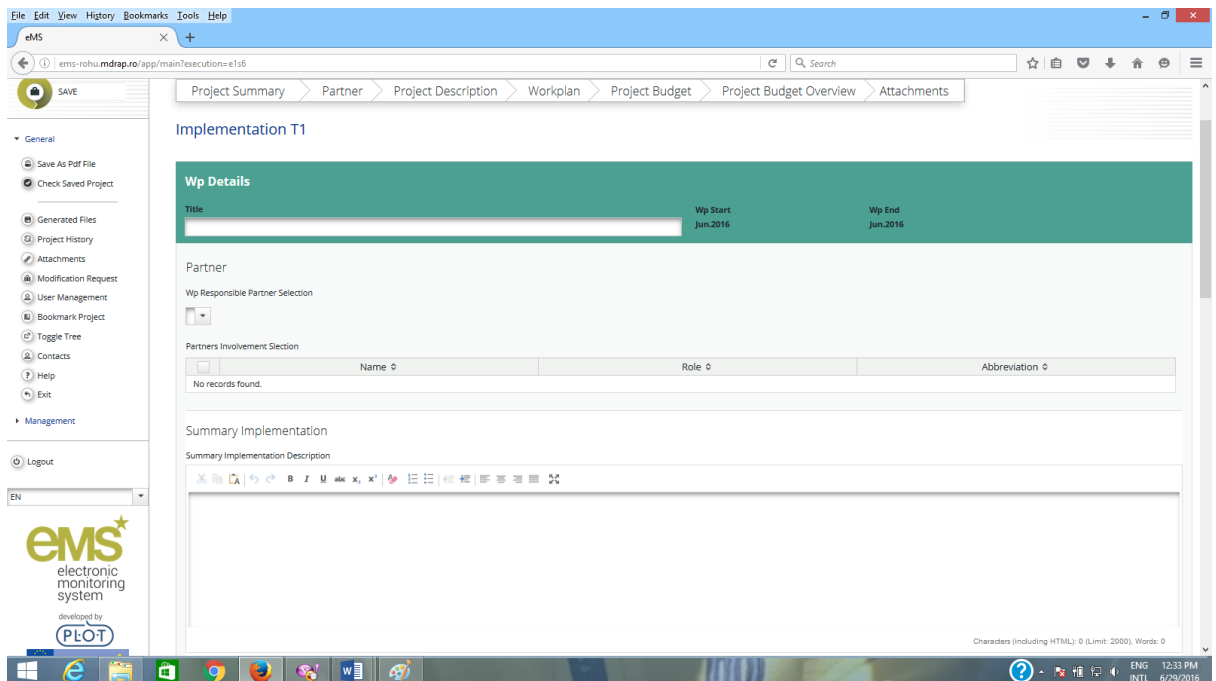 File Edit View History Bookmarks Tools Help
eMS
ems-rohu.mdrap.ro/app/main?execution=e1s6
Search
SAVE
Project Summary Partner Project Description Workplan Project Budget Project Budget Overview Attachments
Implementation T1
General
Save As Pdf File
Check Saved Project
Generated Files
Project History
Attachments
Modification Request
User Management
Bookmark Project
Toggle Tree
Contacts
Help
Exit
Management
Logout
EN
eMS
electronic
monitoring
system
developed by
PLOT
Wp Details
Title Wp Start Wp End
Jun.2016 Jun.2016
Partner
Wp Responsible Partner Selection
Partners Involvement Slection
Name Role Abbreviation
No records found.
Summary Implementation
Summary Implementation Description
B I U abc x, x²
Characters (including HTML): 0 (Limit: 2000), Words: 0
ENG 12:33 PM
INTL 6/29/2016